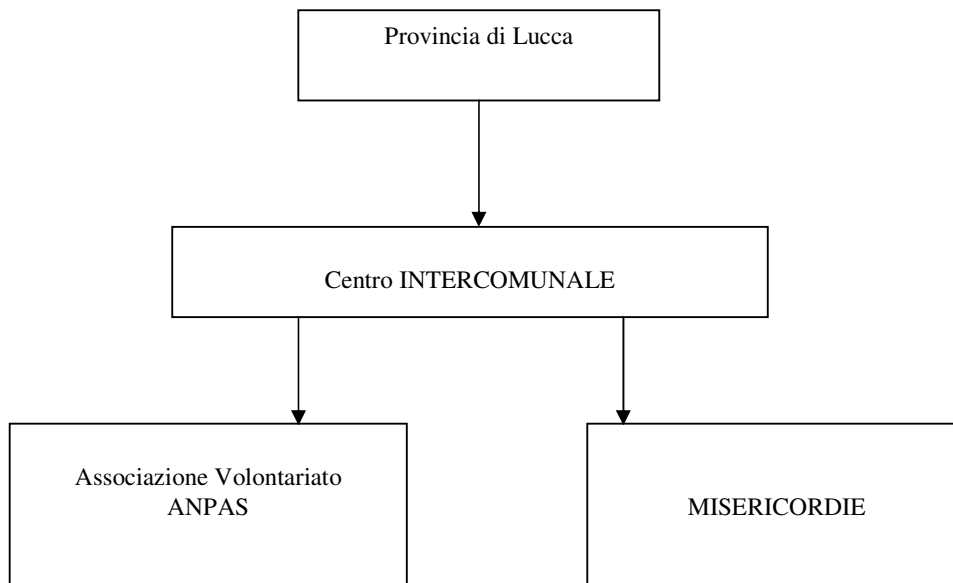 Provincia di Lucca
Centro INTERCOMUNALE
Associazione Volontariato
ANPAS
MISERICORDIE